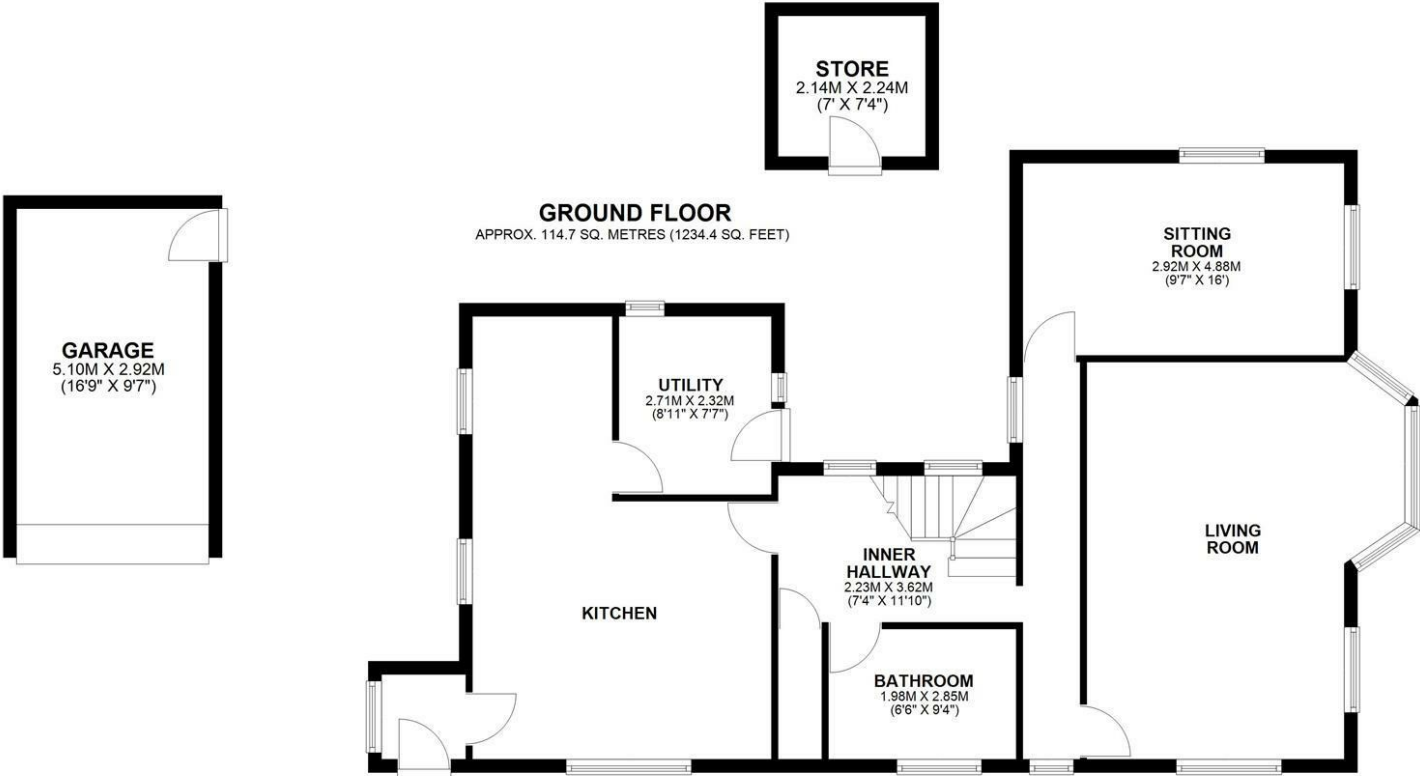 STORE
2.14M X 2.24M
(7' X 7'4")
GROUND FLOOR
APPROX. 114.7 SQ. METRES (1234.4 SQ. FEET)
SITTING
ROOM
2.92M X 4.88M
(9'7" X 16')
GARAGE
5.10M X 2.92M
(16'9" X 9'7")
UTILITY
2.71M X 2.32M
(8'11" X 7'7")
LIVING
ROOM
INNER
HALLWAY
2.23M X 3.62M
(7'4" X 11'10")
KITCHEN
BATHROOM
1.98M X 2.85M
(6'6" X 9'4")